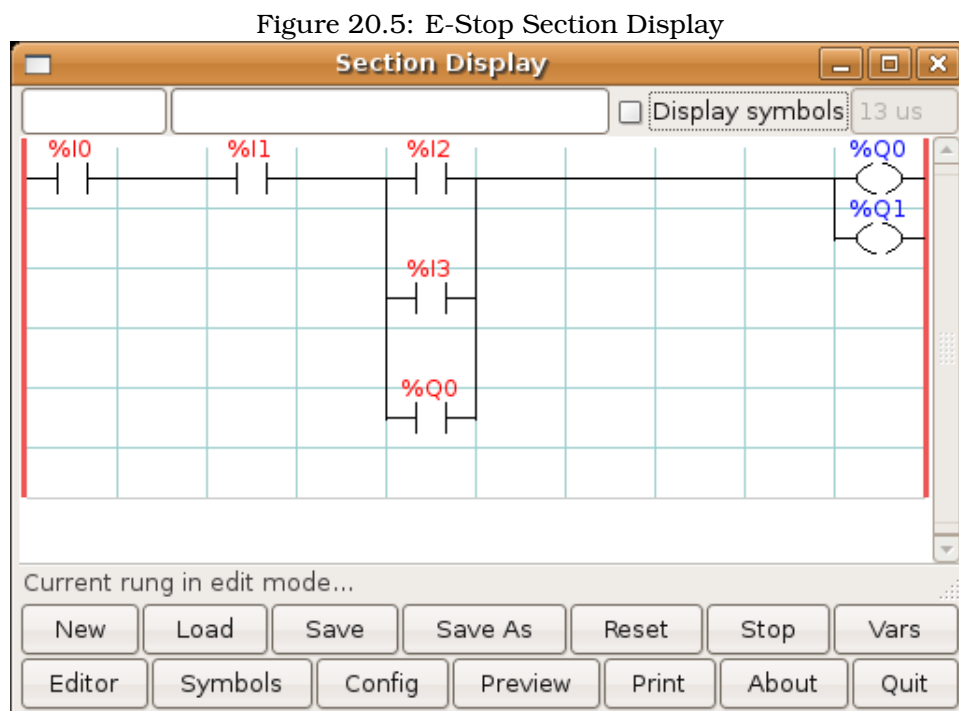 Figure 20.5: E-Stop Section Display
Section Display
Display symbols 13 us
%I0 %I1 %I2 %Q0
%Q1
%I3
%Q0
Current rung in edit mode...
New Load Save Save As Reset Stop Vars
Editor Symbols Config Preview Print About Quit